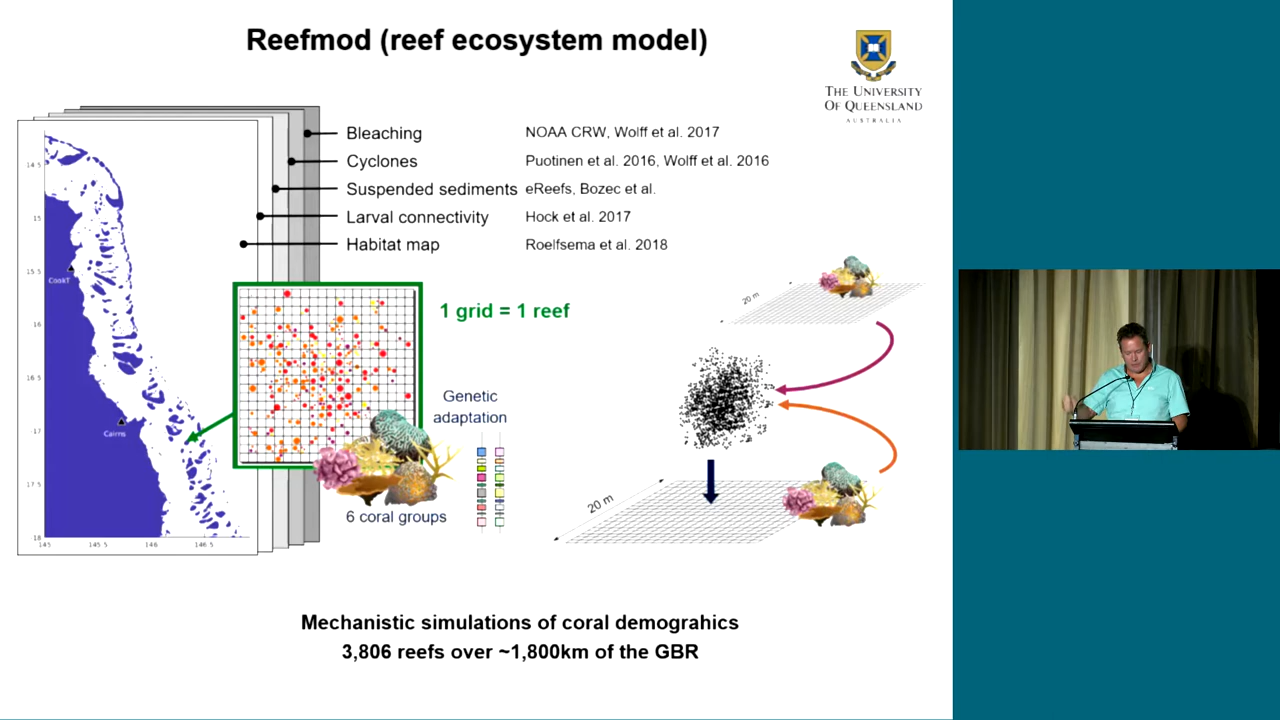 Reefmod (reef ecosystem model)
THE UNIVERSITY
OF QUEENSLAND
AUSTRALIA
Bleaching NOAA CRW, Wolff et al. 2017
Cyclones Puotinen et al. 2016, Wolff et al. 2016
Suspended sediments eReefs, Bozec et al.
Larval connectivity Hock et al. 2017
Habitat map Roelfsema et al. 2018
14.5
15
15.5
CookT
16
16.5
-17
Cairns
17.5
-18
145
145.5
146
146.5
1 grid = 1 reef
Genetic
adaptation
6 coral groups
20 m
20 m
Mechanistic simulations of coral demograhics
3,806 reefs over ~1,800km of the GBR